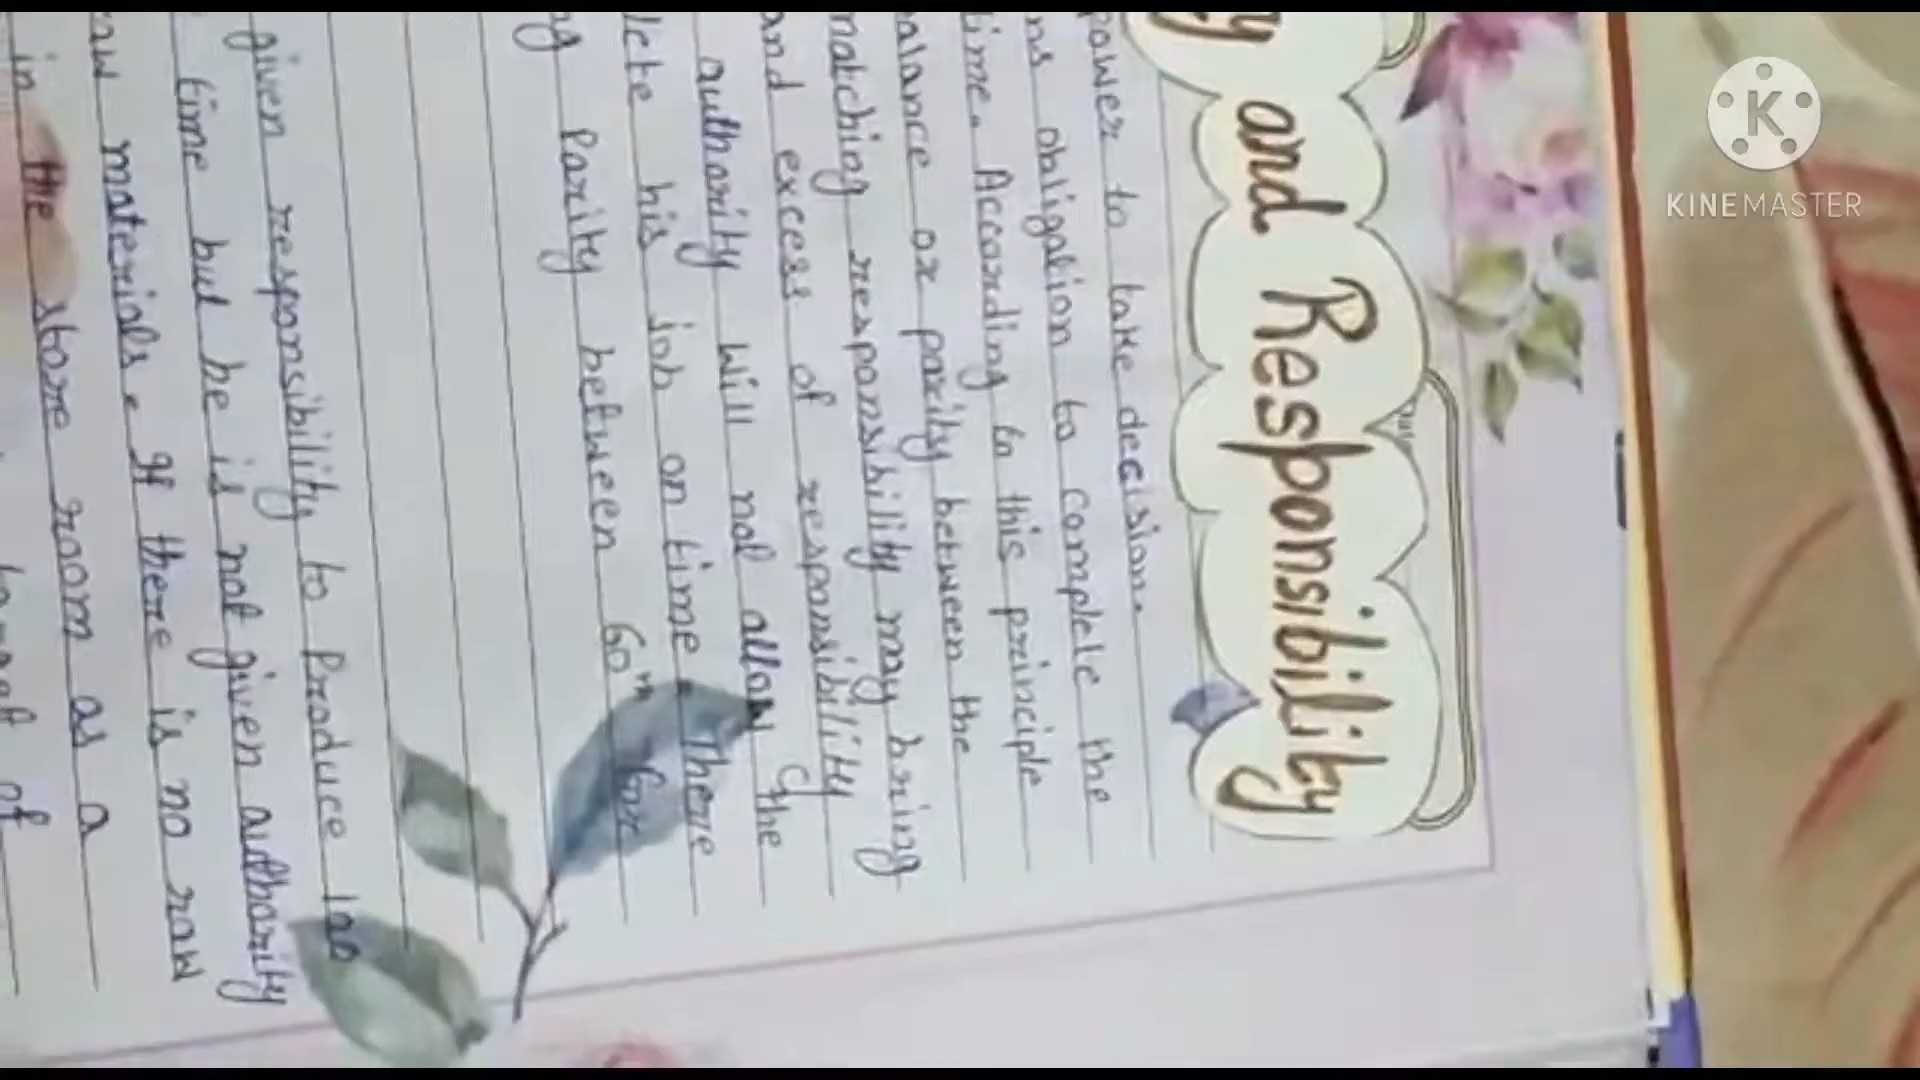 and Responsibility
power to take decision.
obligation to complete the
time. According to this principle
or parity between the
matching responsibility may bring
and excess of responsibility
authority will not allow the
his job on time. There
Parity between
for
given responsibility to Produce 100
time but he is not given authority
materials. If there is no raw
in the store room as a
of
K
KINEMASTER